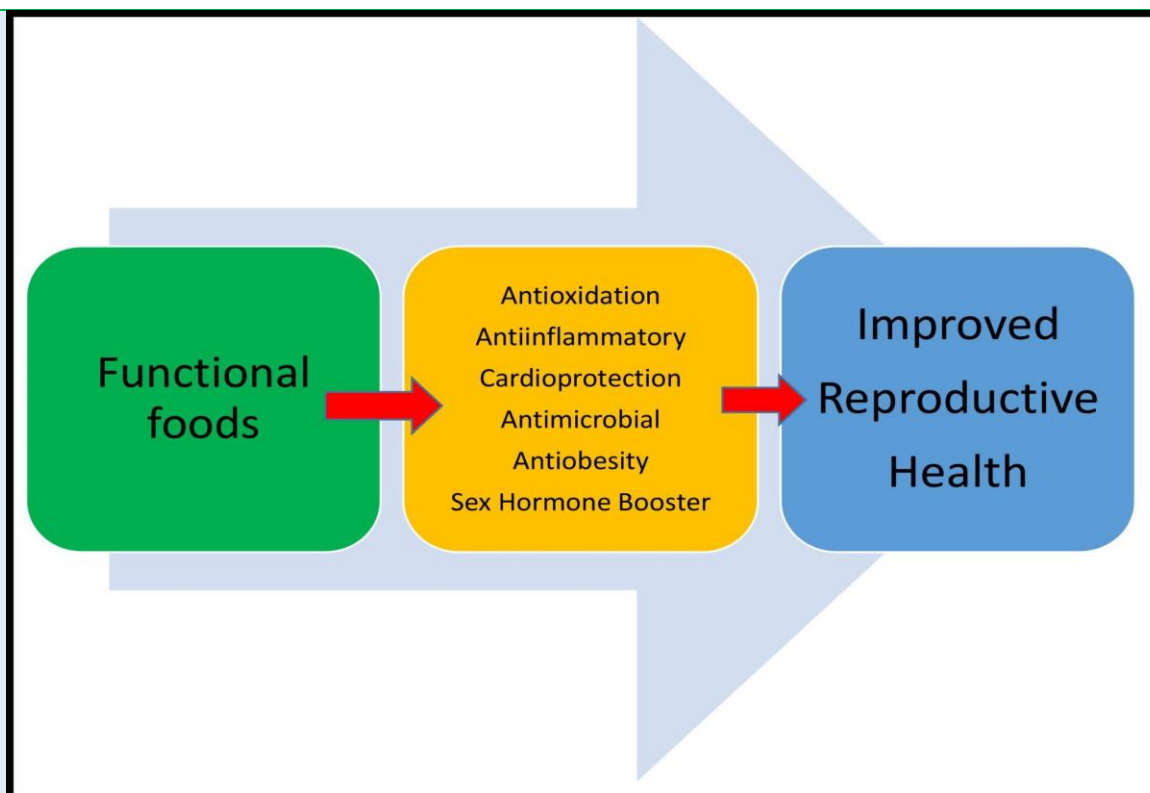 Functional
foods
Antioxidation
Antiinflammatory
Cardioprotection
Antimicrobial
Antiobesity
Sex Hormone Booster
Improved
Reproductive
Health